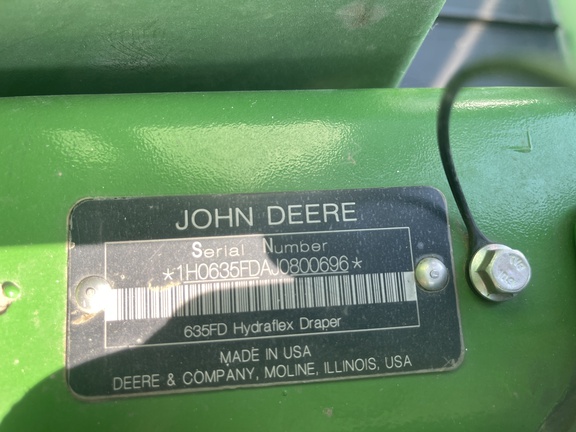 JOHN DEERE
Serial Number
*1H0635FDAJ0800696*
635FD Hydraflex Draper
MADE IN USA
DEERE & COMPANY, MOLINE, ILLINOIS, USA